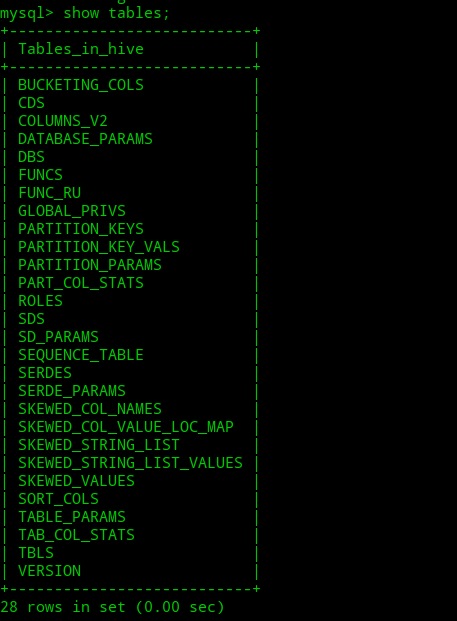 mysql> show tables;
+---------------------------+
| Tables_in_hive            |
+---------------------------+
| BUCKETING_COLS            |
| CDS                       |
| COLUMNS_V2                |
| DATABASE_PARAMS           |
| DBS                       |
| FUNCS                     |
| FUNC_RU                   |
| GLOBAL_PRIVS              |
| PARTITION_KEYS            |
| PARTITION_KEY_VALS        |
| PARTITION_PARAMS          |
| PART_COL_STATS            |
| ROLES                     |
| SDS                       |
| SD_PARAMS                 |
| SEQUENCE_TABLE            |
| SERDES                    |
| SERDE_PARAMS              |
| SKEWED_COL_NAMES          |
| SKEWED_COL_VALUE_LOC_MAP  |
| SKEWED_STRING_LIST        |
| SKEWED_STRING_LIST_VALUES |
| SKEWED_VALUES             |
| SORT_COLS                 |
| TABLE_PARAMS              |
| TAB_COL_STATS             |
| TBLS                      |
| VERSION                   |
+---------------------------+
28 rows in set (0.00 sec)